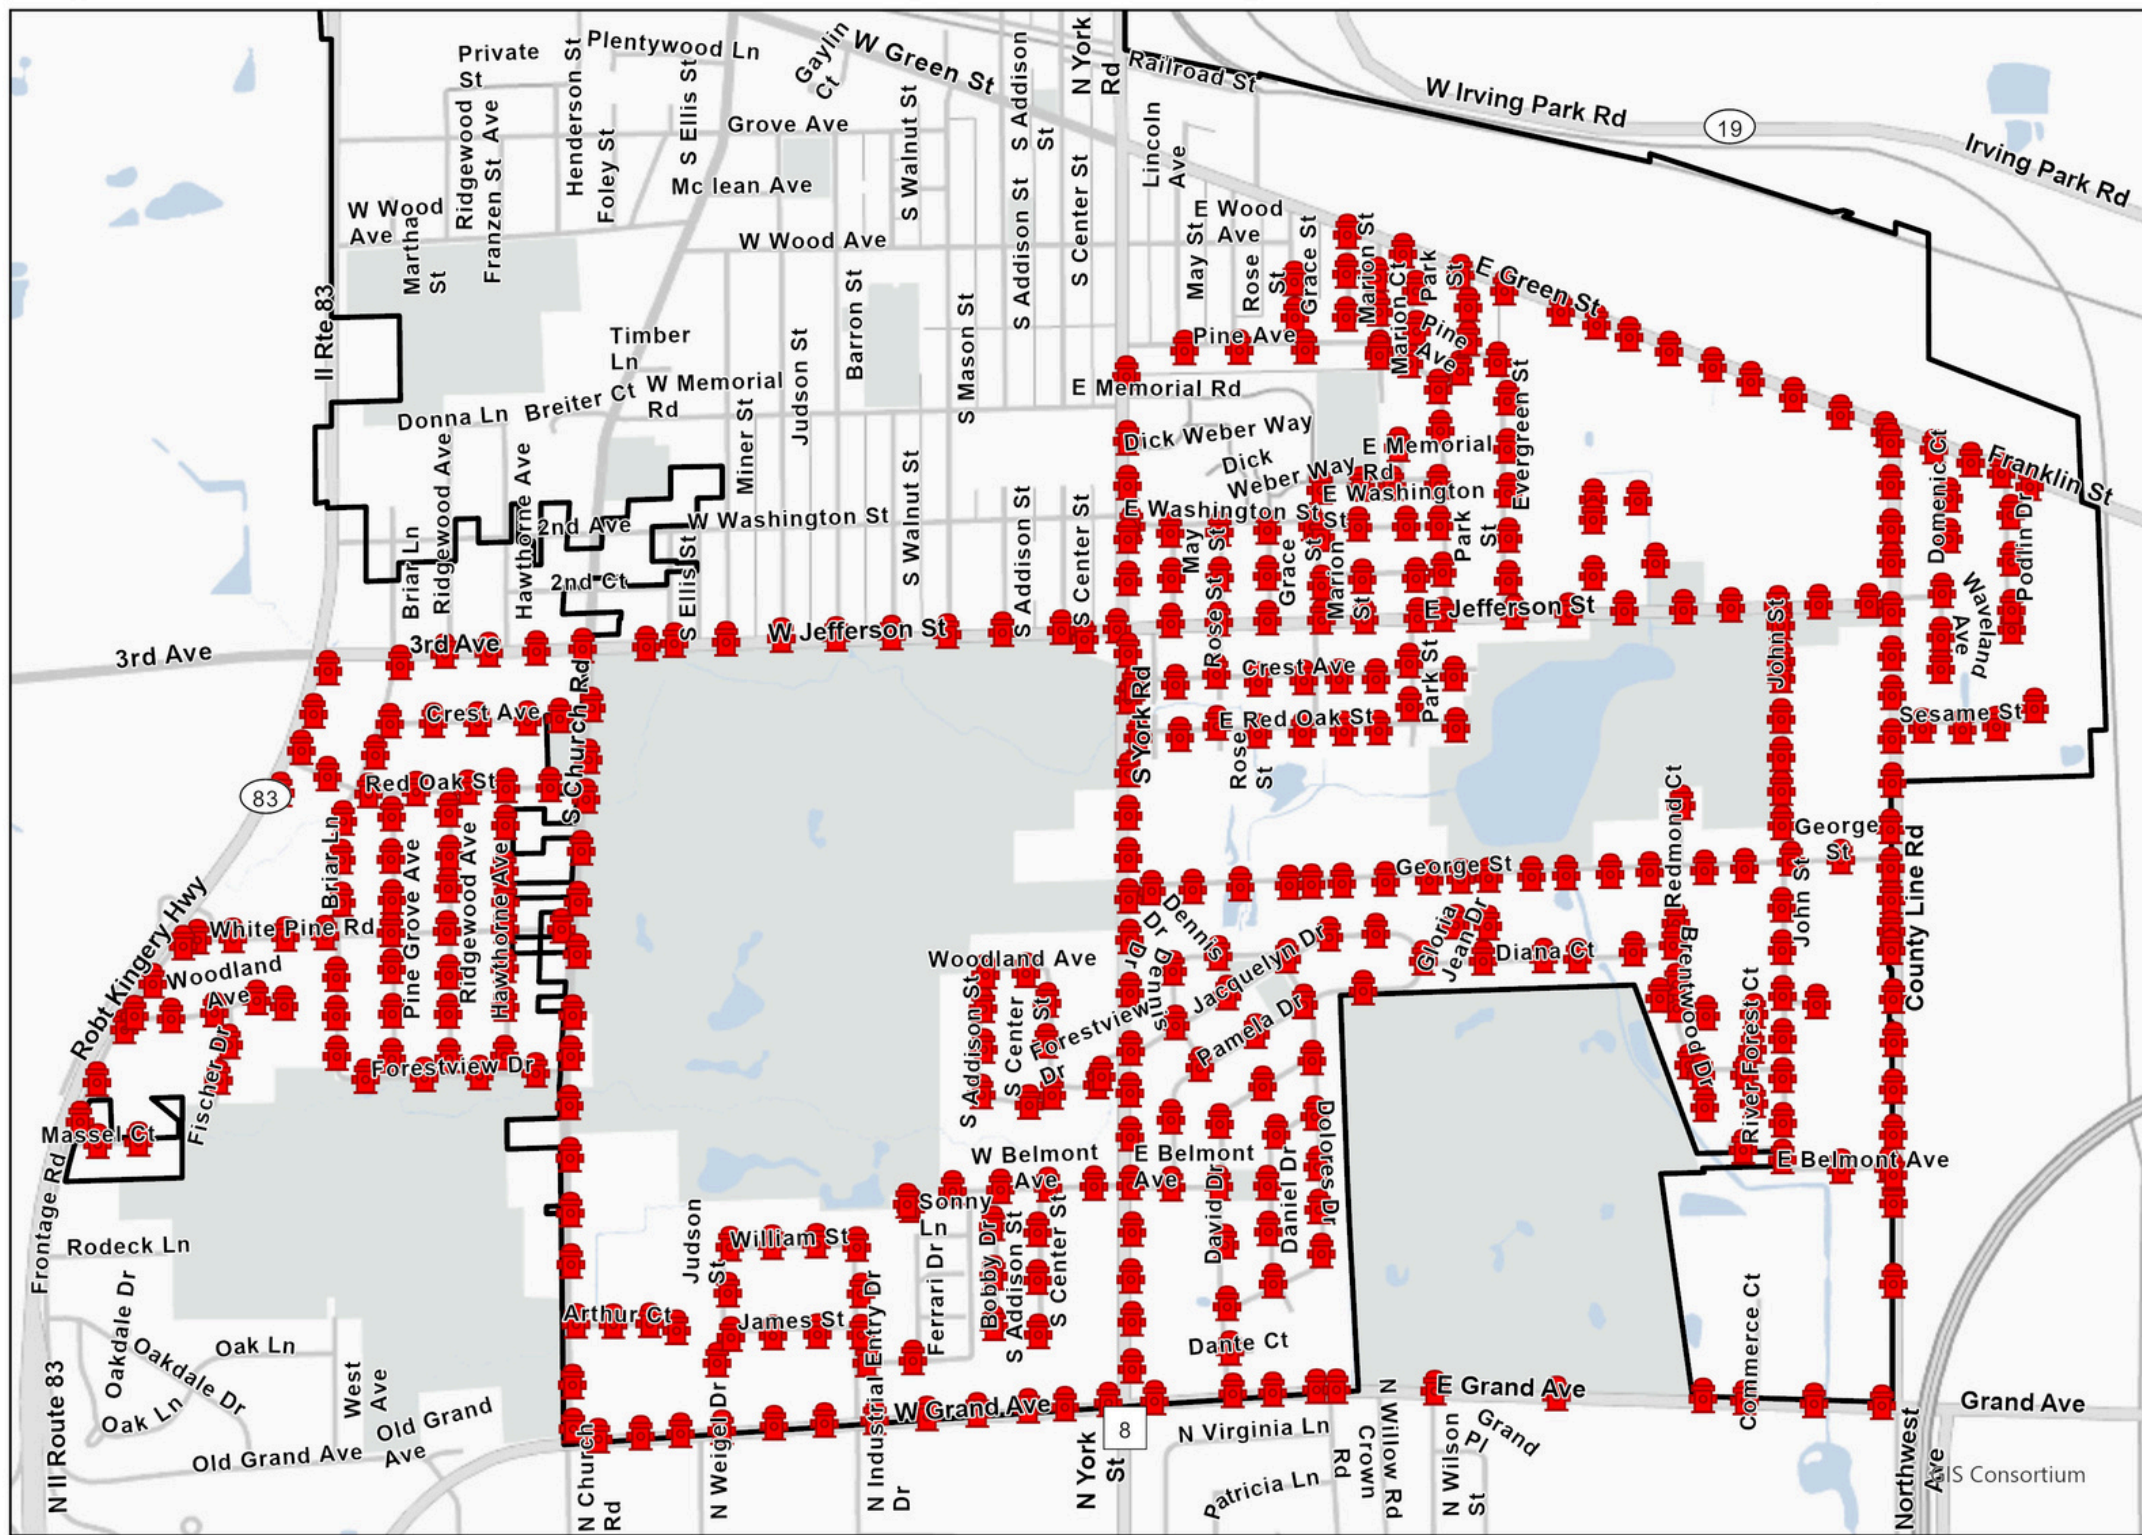 Private
St
Plentywood Ln
Gaylin
Ct
W Green St
S Addison
St
N York
Rd
Railroad St
W Irving Park Rd
19
Irving Park Rd
Henderson St
S Ellis St
Grove Ave
Ridgewood
Franzen St Ave
Foley St
Mc lean Ave
S Walnut St
Lincoln
Ave
W Wood
Ave
Martha
St
W Wood Ave
S Addison St
S Center St
May St
E Wood
Ave
Rose
St
Grace St
Marion St
Marion Ct
Park
St
E Green St
Il Rte 83
Timber
Ln
Barron St
S Mason St
Pine Ave
Pine
Ave
Judson St
W Memorial
Rd
E Memorial Rd
Donna Ln
Breiter Ct
Miner St
Dick Weber Way
Dick
Weber Way
E Memorial
Rd
Evergreen St
Franklin St
Domenic Ct
Podlin Dr
Ridgewood Ave
Hawthorne Ave
2nd Ave
W Washington St
S Walnut St
S Addison St
S Center St
E Washington St
E Washington
St
Park
St
Briar Ln
2nd Ct
S Ellis St
May
Rose St
Grace
St
Marion
St
Waveland
Ave
3rd Ave
3rd Ave
W Jefferson St
E Jefferson St
John St
S Church Rd
S York Rd
Crest Ave
Park St
Crest Ave
E Red Oak St
Rose
St
Sesame St
83
Red Oak St
Redmond Ct
George
St
Briar Ln
Pine Grove Ave
Ridgewood Ave
Hawthorne Ave
George St
John St
County Line Rd
Robt Kingery Hwy
White Pine Rd
Woodland
Ave
Dennis
Dr
Dennis
Dr
Jacquelyn Dr
Gloria
Jean Dr
Diana Ct
Brentwood Dr
Woodland Ave
S Addison St
S Center
St
Forestview
Dr
Pamela Dr
River Forest Ct
Fischer Dr
Forestview Dr
Massel Ct
Dolores Dr
W Belmont
Ave
E Belmont
Ave
E Belmont Ave
Frontage Rd
Sonny
Ln
Judson
St
David Dr
Daniel Dr
Rodeck Ln
William St
Bobby Dr
S Addison St
S Center St
Ferrari Dr
Oakdale Dr
Oakdale Dr
Oak Ln
Oak Ln
Arthur Ct
James St
Dante Ct
Commerce Ct
N Ill Route 83
West
Ave
Old Grand
Ave
Old Grand Ave
W Grand Ave
E Grand Ave
Grand Ave
N Church
Rd
N Weigel Dr
N Industrial
Dr
Entry Dr
N York
St
8
N Virginia Ln
Patricia Ln
Crown
Rd
N Willow Rd
N Wilson
St
Grand
Pl
Northwest
Ave
GIS Consortium